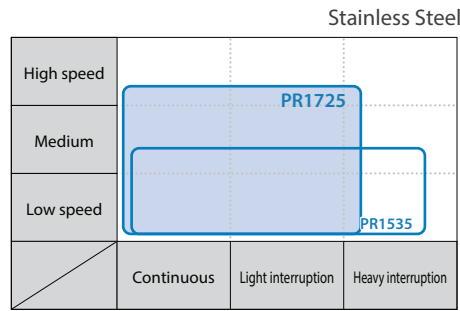 Stainless Steel
High speed
PR1725
Medium
Low speed
PR1535
Continuous
Light interruption
Heavy interruption